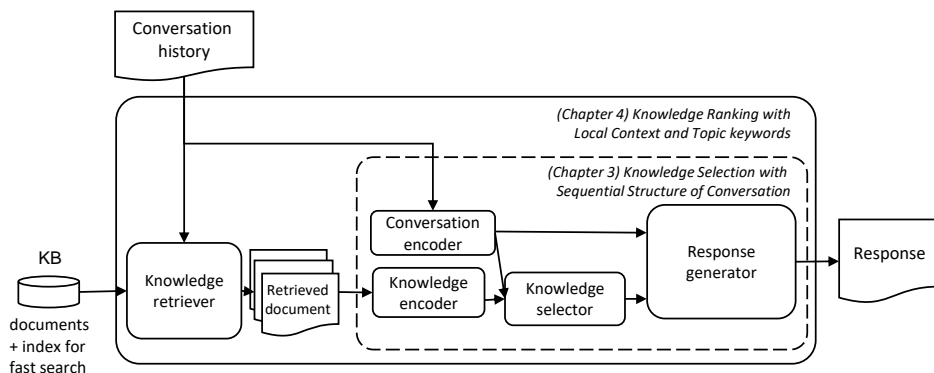 Conversation
history
(Chapter 4) Knowledge Ranking with
Local Context and Topic keywords
(Chapter 3) Knowledge Selection with
Sequential Structure of Conversation
Conversation
encoder
Response
generator
Response
KB
Knowledge
retriever
Retrieved
document
Knowledge
encoder
Knowledge
selector
documents
+ index for
fast search